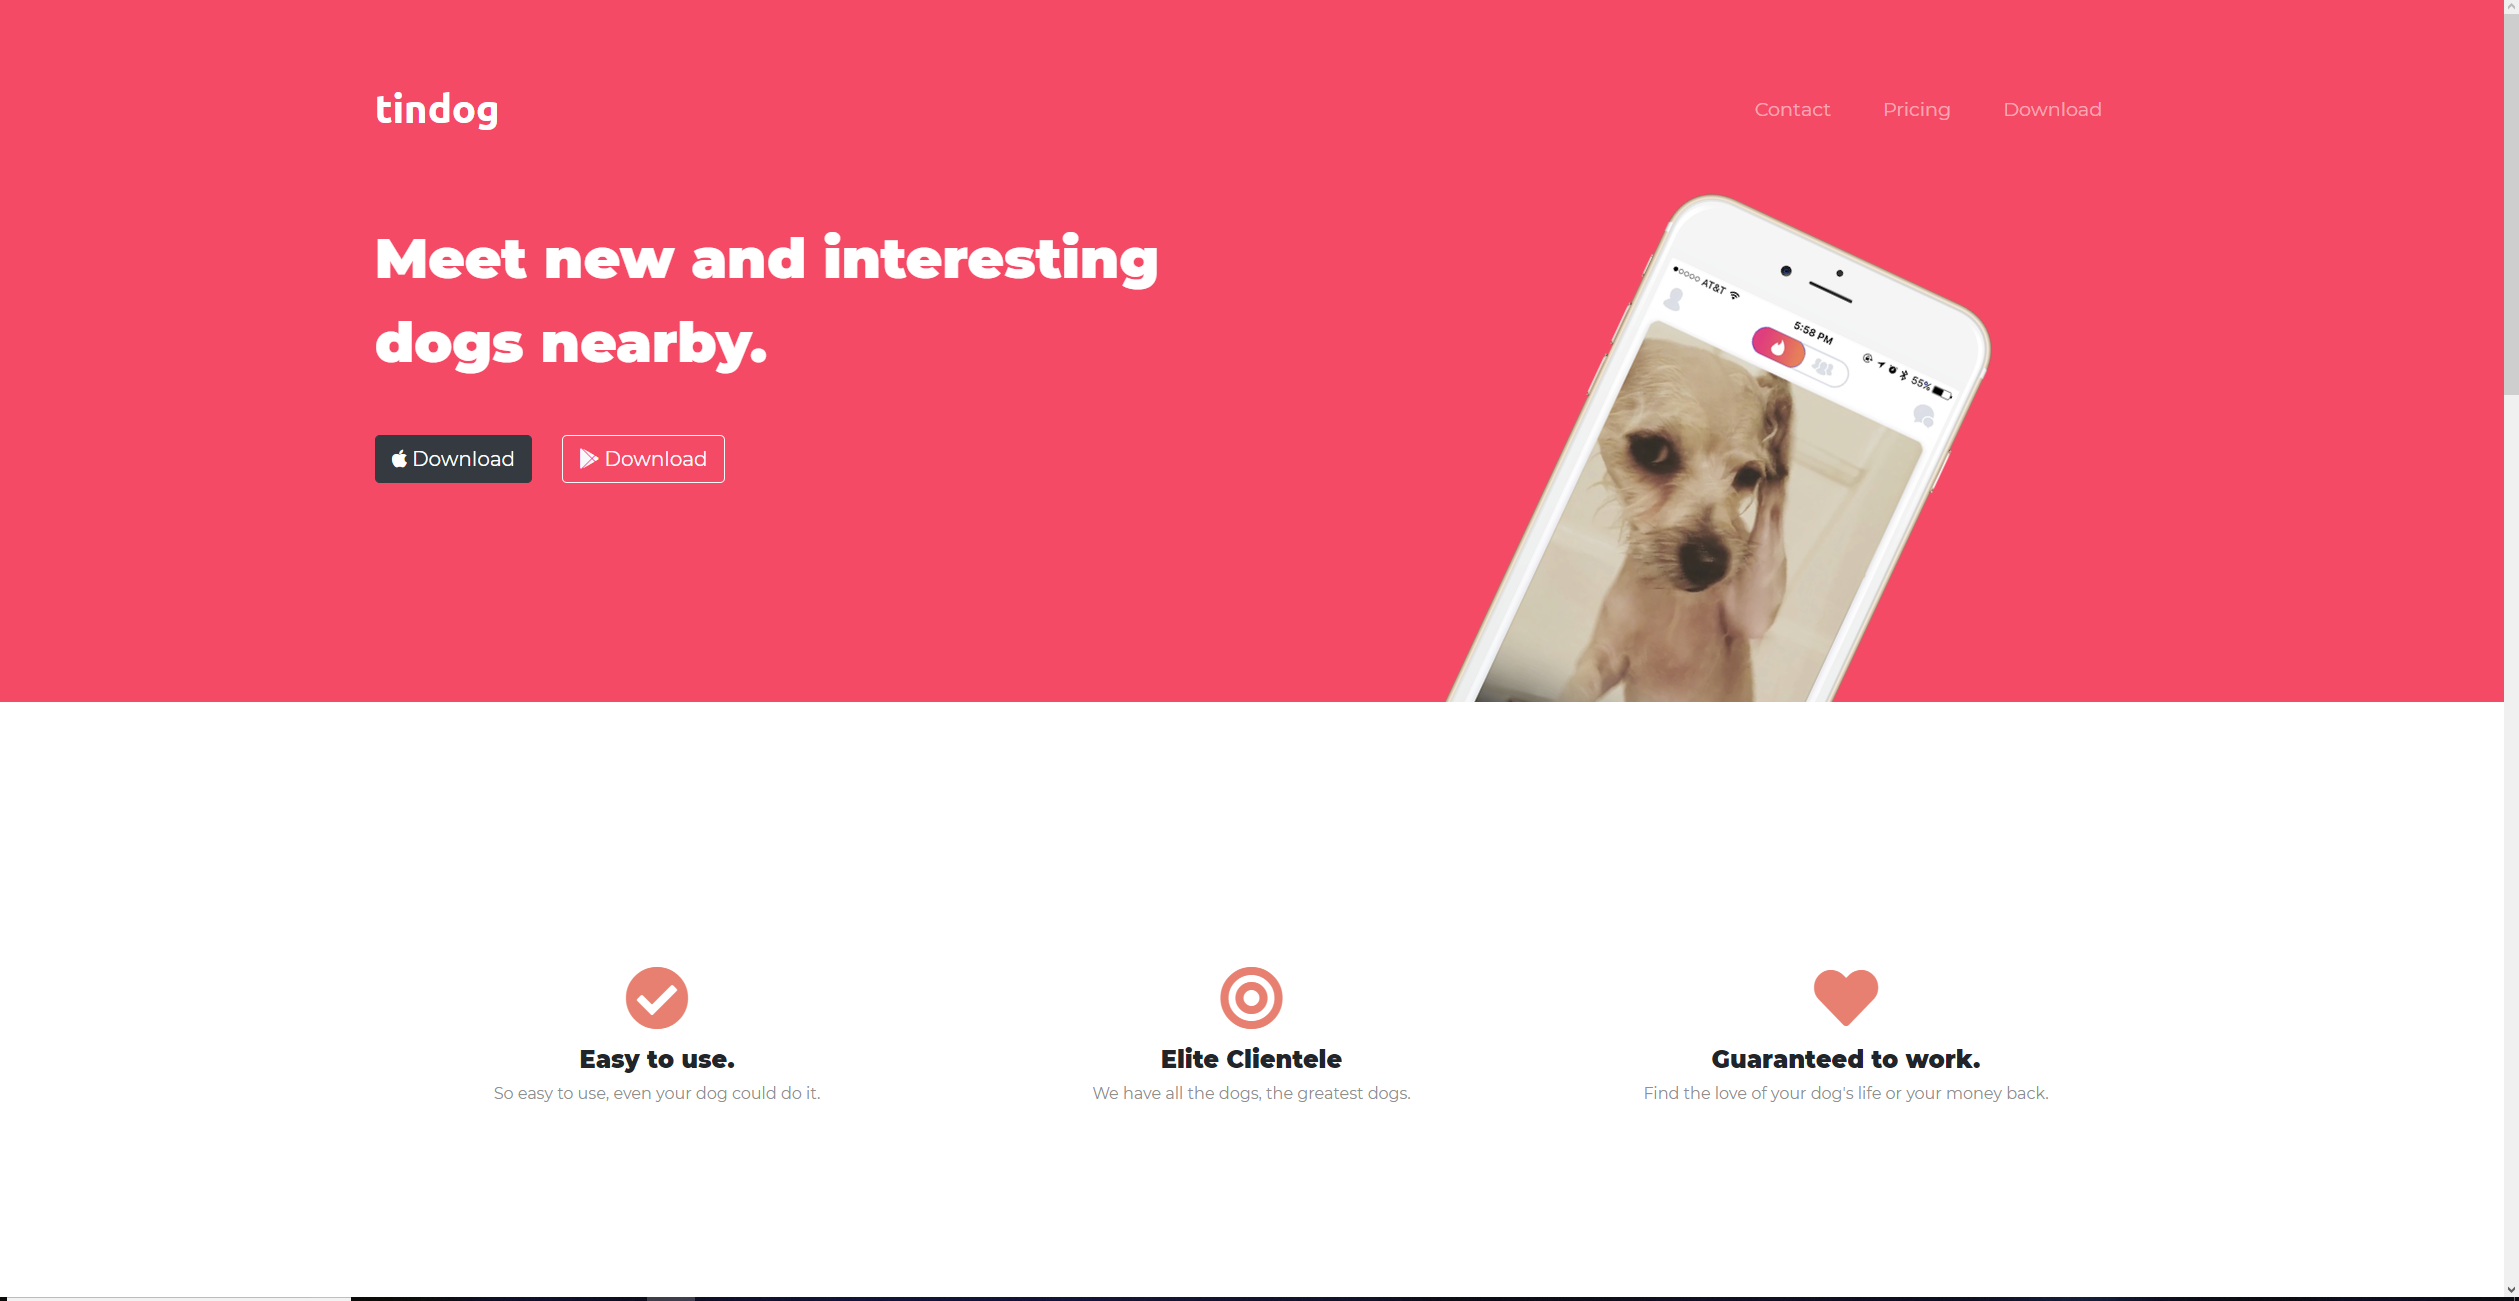 tindog
Contact
Pricing
Download
Meet new and interesting
dogs nearby.
Download
Download
AT&T
5:58 PM
55%
Easy to use.
So easy to use, even your dog could do it.
Elite Clientele
We have all the dogs, the greatest dogs.
Guaranteed to work.
Find the love of your dog's life or your money back.